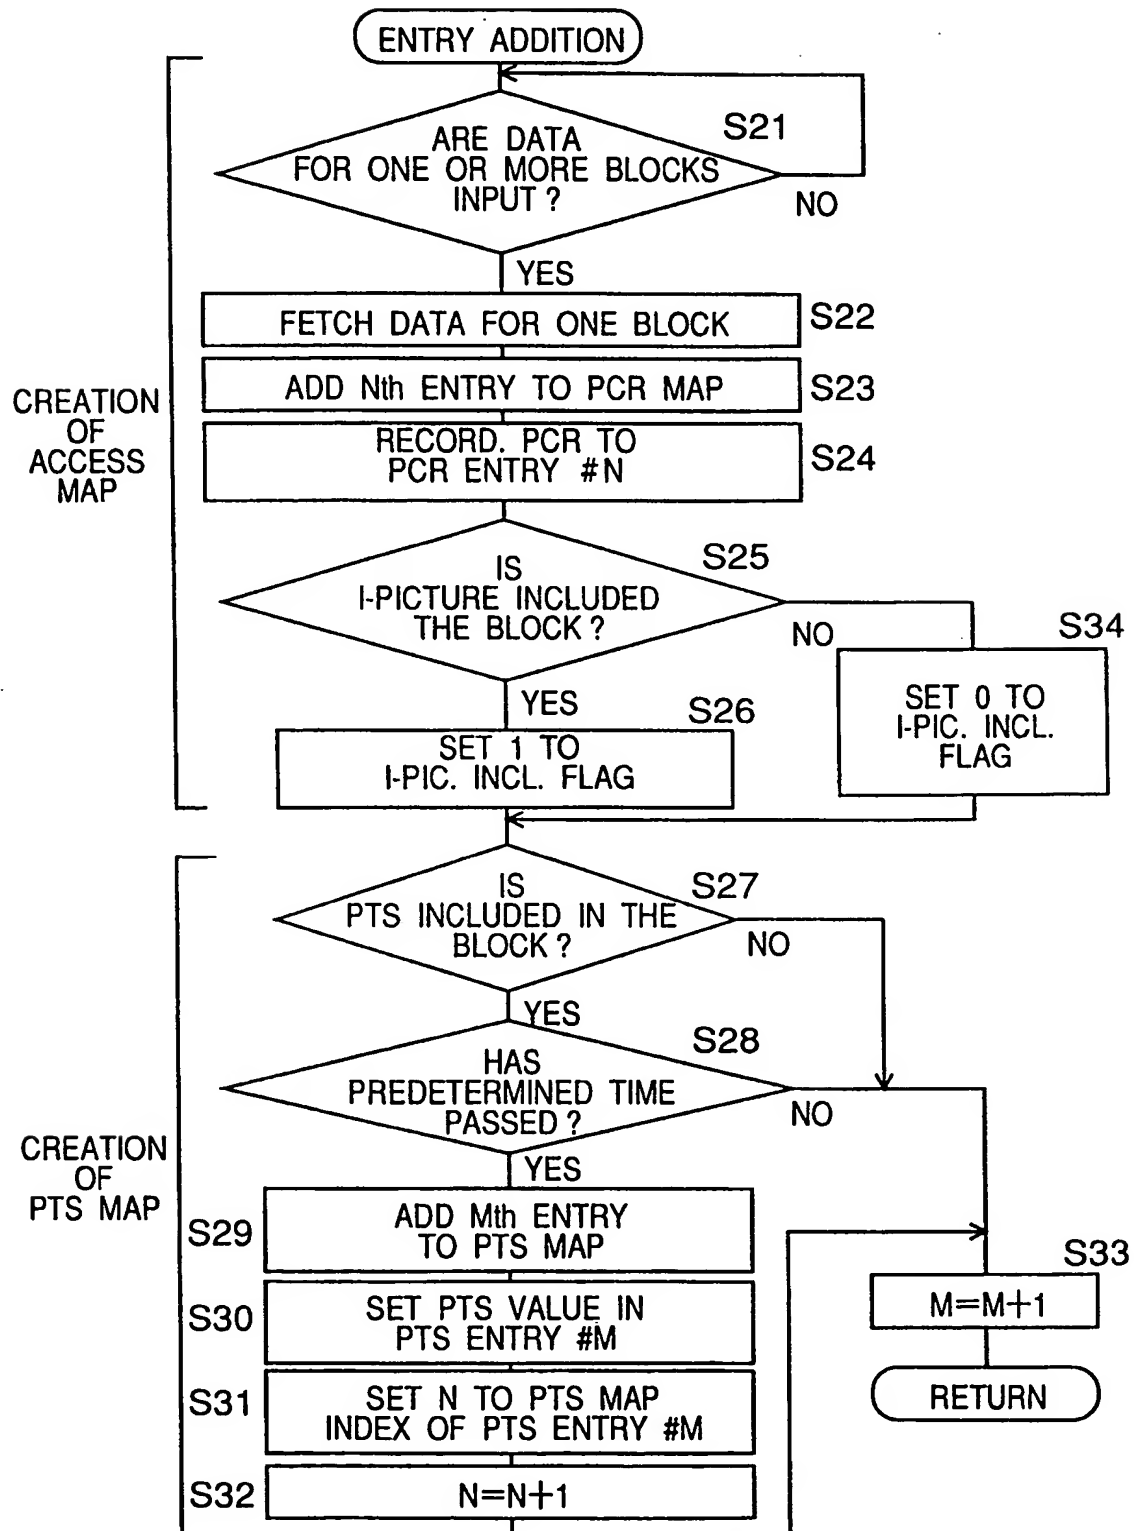 ENTRY ADDITION
S21
ARE DATA
FOR ONE OR MORE BLOCKS
INPUT ?
NO
YES
FETCH DATA FOR ONE BLOCK
S22
ADD Nth ENTRY TO PCR MAP
S23
CREATION
OF
ACCESS
MAP
RECORD. PCR TO
PCR ENTRY #N
S24
IS
I-PICTURE INCLUDED
THE BLOCK ?
S25
NO
S34
SET 0 TO
I-PIC. INCL.
FLAG
YES
S26
SET 1 TO
I-PIC. INCL. FLAG
IS
PTS INCLUDED IN THE
BLOCK ?
S27
NO
YES
S28
HAS
PREDETERMINED TIME
PASSED ?
NO
YES
CREATION
OF
PTS MAP
S29
ADD Mth ENTRY
TO PTS MAP
S30
SET PTS VALUE IN
PTS ENTRY #M
S31
SET N TO PTS MAP
INDEX OF PTS ENTRY #M
S32
N=N+1
S33
M=M+1
RETURN